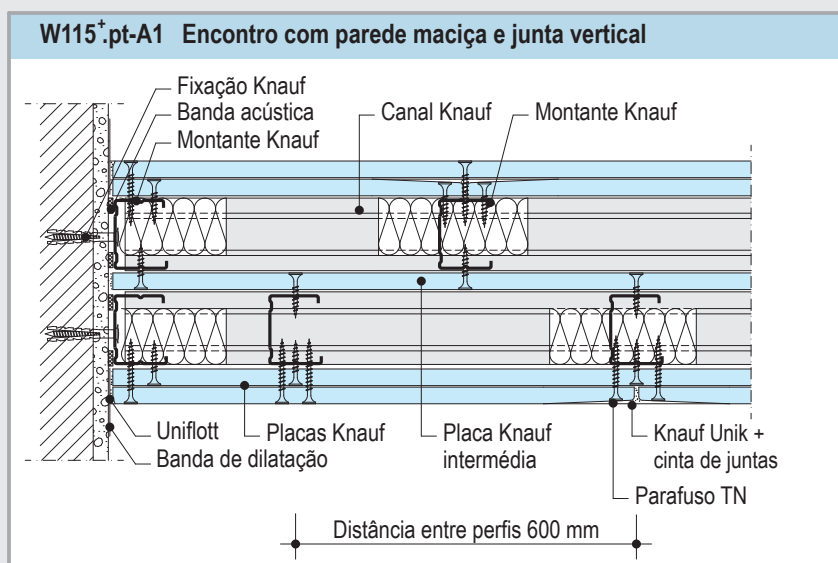 W115+.pt-A1 Encontro com parede maciça e junta vertical
Fixação Knauf
Banda acústica
Montante Knauf
Canal Knauf
Montante Knauf
Uniflott
Banda de dilatação
Placas Knauf
Placa Knauf
intermédia
Knauf Unik +
cinta de juntas
Parafuso TN
Distância entre perfis 600 mm